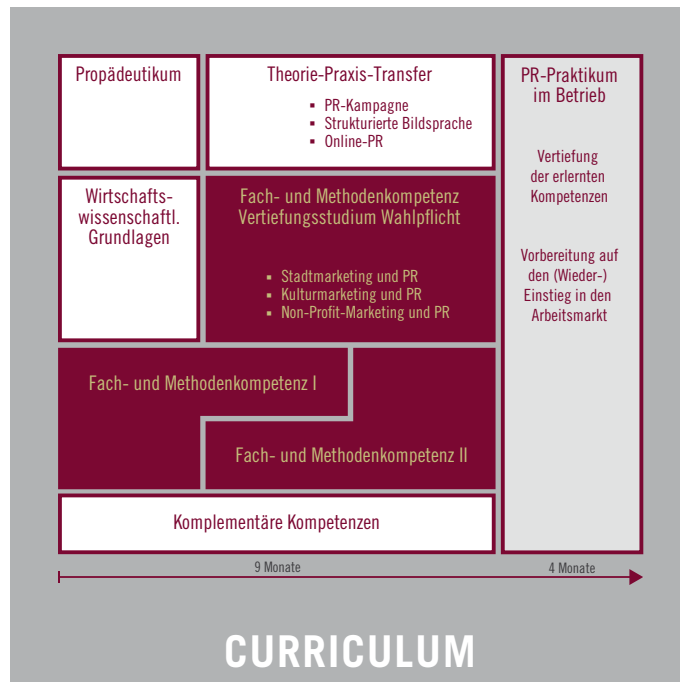 Propädeutikum
Theorie-Praxis-Transfer
▪ PR-Kampagne
▪ Strukturierte Bildsprache
▪ Online-PR
PR-Praktikum
im Betrieb
Vertiefung
der erlernten
Kompetenzen
Vorbereitung auf
den (Wieder-)
Einstieg in den
Arbeitsmarkt
Wirtschafts-
wissenschaftl.
Grundlagen
Fach- und Methodenkompetenz
Vertiefungsstudium Wahlpflicht
▪ Stadtmarketing und PR
▪ Kulturmarketing und PR
▪ Non-Profit-Marketing und PR
Fach- und Methodenkompetenz I
Fach- und Methodenkompetenz II
Komplementäre Kompetenzen
9 Monate
4 Monate
CURRICULUM